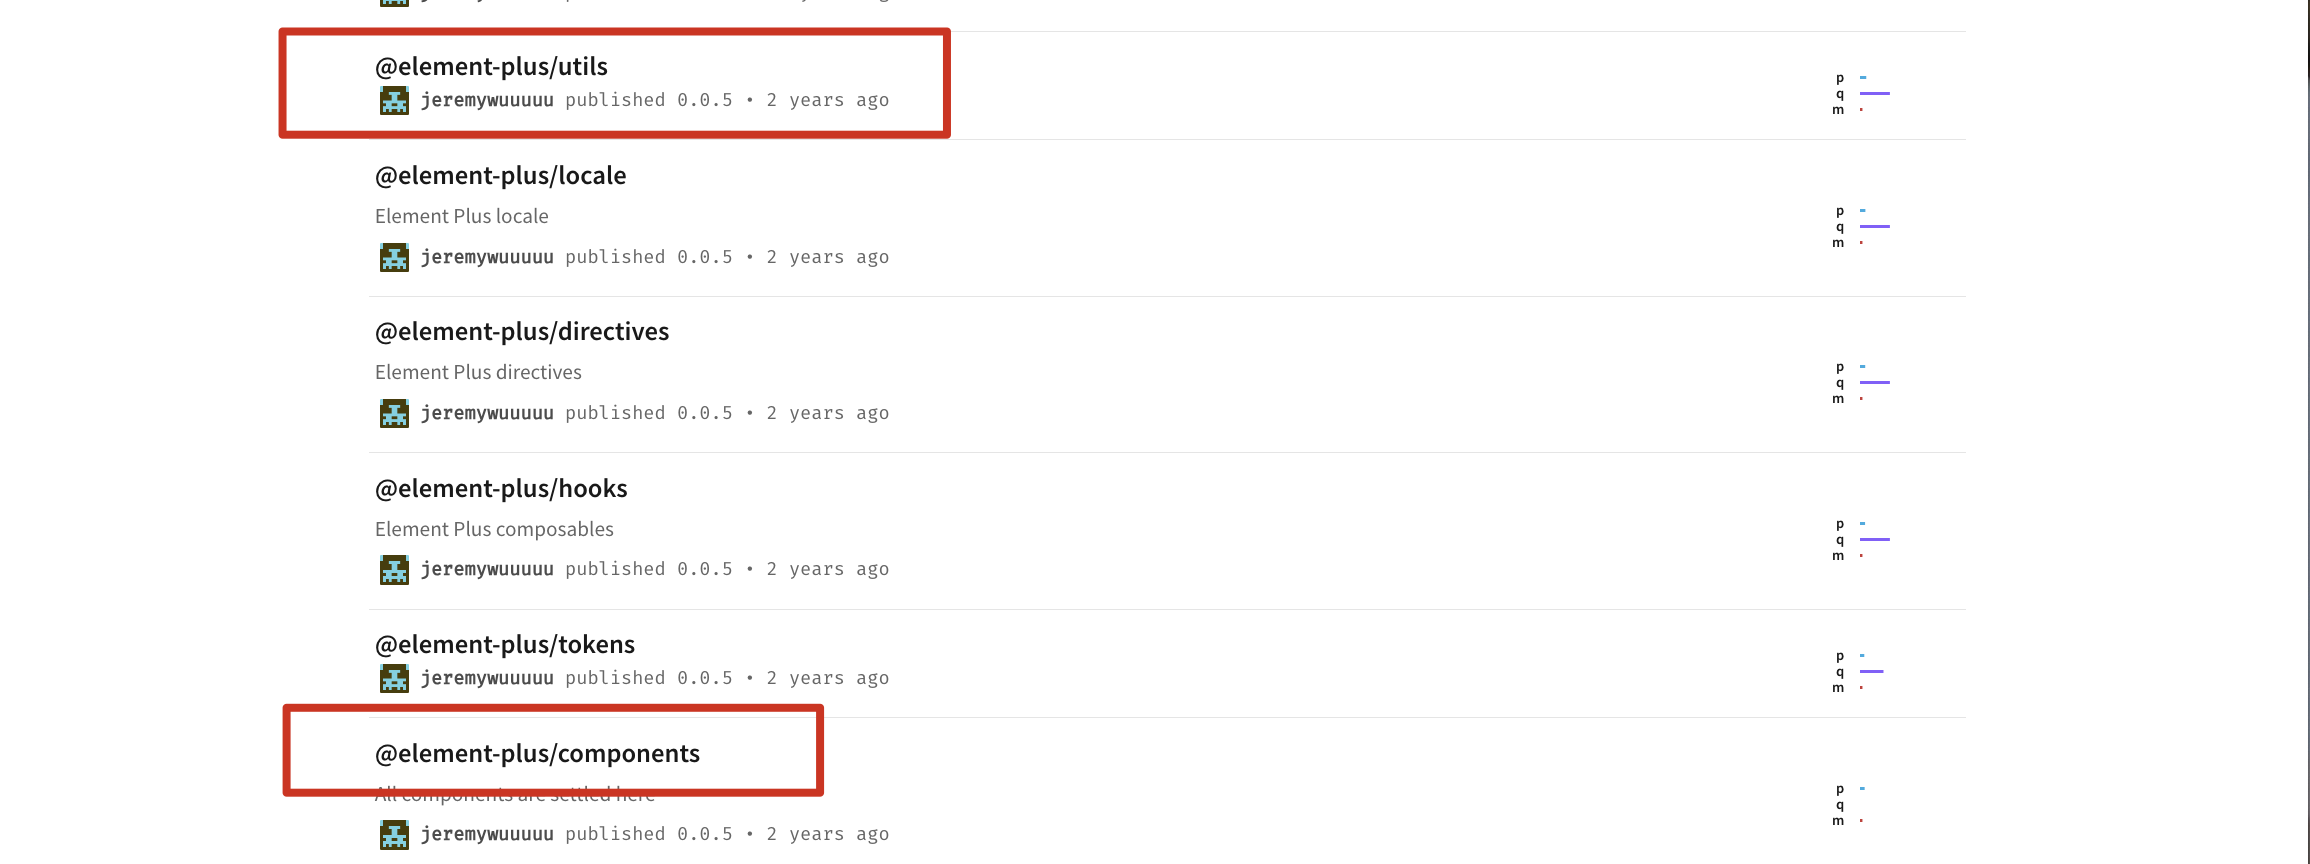 @element-plus/utils
jeremywuuuuu published 0.0.5 • 2 years ago
p
q
m
@element-plus/locale
Element Plus locale
jeremywuuuuu published 0.0.5 • 2 years ago
p
q
m
@element-plus/directives
Element Plus directives
jeremywuuuuu published 0.0.5 • 2 years ago
p
q
m
@element-plus/hooks
Element Plus composables
jeremywuuuuu published 0.0.5 • 2 years ago
p
q
m
@element-plus/tokens
jeremywuuuuu published 0.0.5 • 2 years ago
p
q
m
@element-plus/components
All components are settled here
jeremywuuuuu published 0.0.5 • 2 years ago
p
q
m